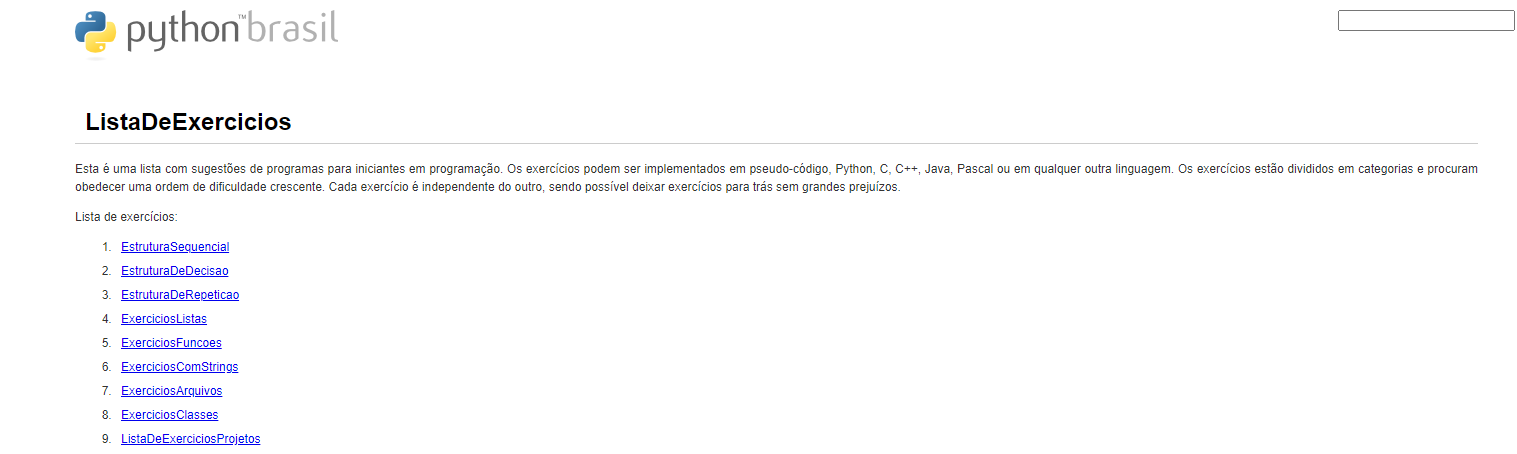 python™brasil
ListaDeExercicios
Esta é uma lista com sugestões de programas para iniciantes em programação. Os exercícios podem ser implementados em pseudo-código, Python, C, C++, Java, Pascal ou em qualquer outra linguagem. Os exercícios estão divididos em categorias e procuram
obedecer uma ordem de dificuldade crescente. Cada exercício é independente do outro, sendo possível deixar exercícios para trás sem grandes prejuízos.
Lista de exercícios:
1. EstruturaSequencial
2. EstruturaDeDecisao
3. EstruturaDeRepeticao
4. ExerciciosListas
5. ExerciciosFuncoes
6. ExerciciosComStrings
7. ExerciciosArquivos
8. ExerciciosClasses
9. ListaDeExerciciosProjetos